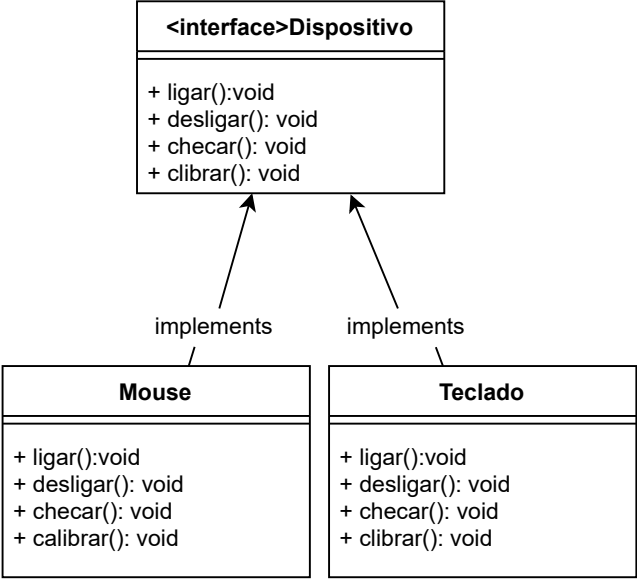 <interface>Dispositivo
+ ligar():void
+ desligar(): void
+ checar(): void
+ clibrar(): void
implements
implements
Mouse
+ ligar():void
+ desligar(): void
+ checar(): void
+ calibrar(): void
Teclado
+ ligar():void
+ desligar(): void
+ checar(): void
+ clibrar(): void